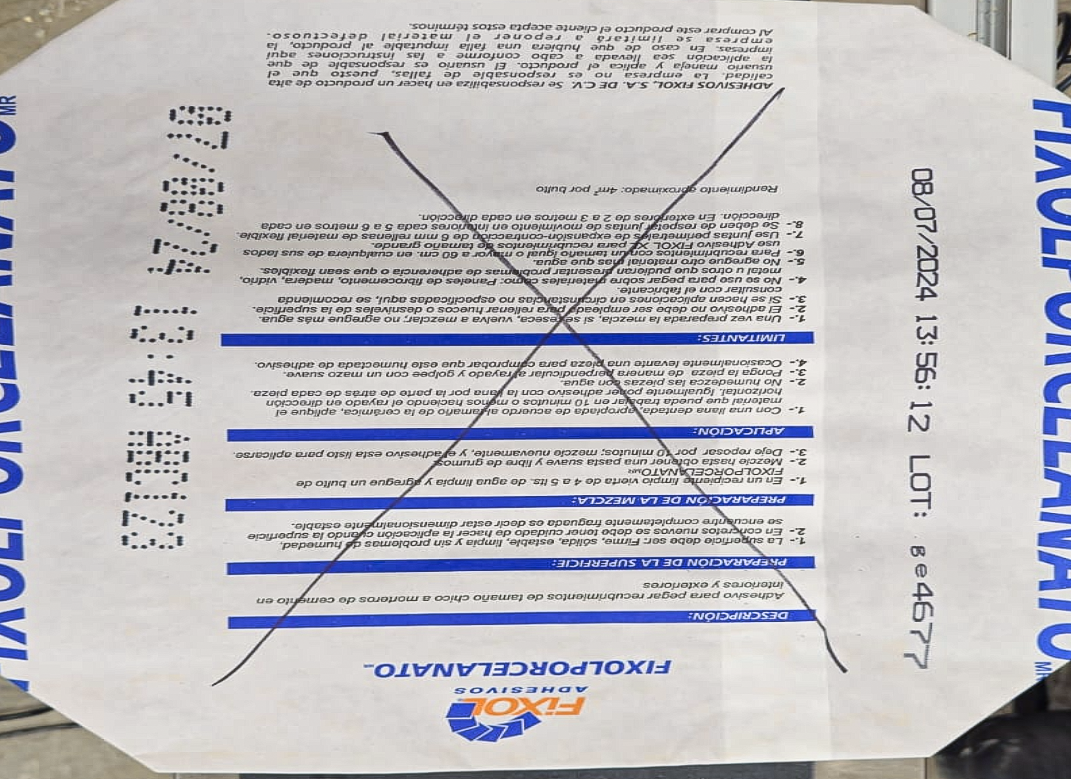 FiXOL
ADHESIVOS
FIXOLPORCELANATO
DESCRIPCIÓN:
Adhesivo para pegar recubrimientos de tamaño chico a morteros de cemento en
interiores y exteriores
PREPARACIÓN DE LA SUPERFICIE:
1.- La superficie debe ser: Firme, sólida, estable, limpia y sin problemas de humedad.
2.- En concretos nuevos se debe tener cuidado de hacer la aplicación cuando la superficie
se encuentre completamente fraguada es decir estar dimensionalmente estable.
PREPARACIÓN DE LA MEZCLA:
1.- En un recipiente limpio vierta de 4 a 5 lts. de agua limpia y agregue un bulto de
FIXOLPORCELANATO
2.- Mezcle hasta obtener una pasta suave y libre de grumos.
3.- Deje reposar por 10 minutos; mezcle nuevamente, y el adhesivo esta listo para aplicarse.
APLICACIÓN:
1.- Con una llana dentada, apropiada de acuerdo al tamaño de la cerámica, aplique el
material que pueda trabajar en 10 minutos o menos haciendo el rayado en dirección
horizontal. Igualmente poner adhesivo con la llana por la parte de atrás de cada pieza.
2.- No humedezca las piezas con agua.
3.- Ponga la pieza de manera perpendicular al rayado y golpee con un mazo suave.
4.- Ocasionalmente levante una pieza para comprobar que este humectada de adhesivo.
LIMITANTES:
1.- Una vez preparada la mezcla, si se reseca, vuelva a mezclar; no agregue más agua.
2.- El adhesivo no debe ser empleado para rellenar huecos o desniveles de la superficie.
3.- Si se hacen aplicaciones en circunstancias no especificadas aquí, se recomienda
consultar con el fabricante.
4.- No se use para pegar sobre materiales como: Paneles de fibrocemento, madera, vidrio,
metal u otros que pudieran presentar problemas de adherencia o que sean flexibles.
5.- No agregue otro material mas que agua.
6.- Para recubrimientos con un tamaño igual o mayor a 60 cm. en cualquiera de sus lados
use Adhesivo FIXOL XL para recubrimientos de tamaño grande.
7.- Use juntas perimetrales de expansión-contracción de 6 mm rellenas de material flexible.
8.- Se deben de respetar juntas de movimiento en interiores cada 5 a 6 metros en cada
dirección. En exteriores de 2 a 3 metros en cada dirección.
Rendimiento aproximado: 4m² por bulto
ADHESIVOS FIXOL, S.A. DE C.V. Se responsabiliza en hacer un producto de alta
calidad. La empresa no es responsable de fallas, puesto que el
usuario maneja y aplica el producto. El usuario es responsable de que
la aplicación sea llevada a cabo conforme a las instrucciones aquí
impresas. En caso de que hubiera una falla imputable al producto, la
empresa se limitará a reponer el material defectuoso.
Al comprar este producto el cliente acepta estos términos.
08/07/2024 13:56:12 LOT: ge4677
FIXOLPORCELANATO MR
FIXOLPORCELANATO MR